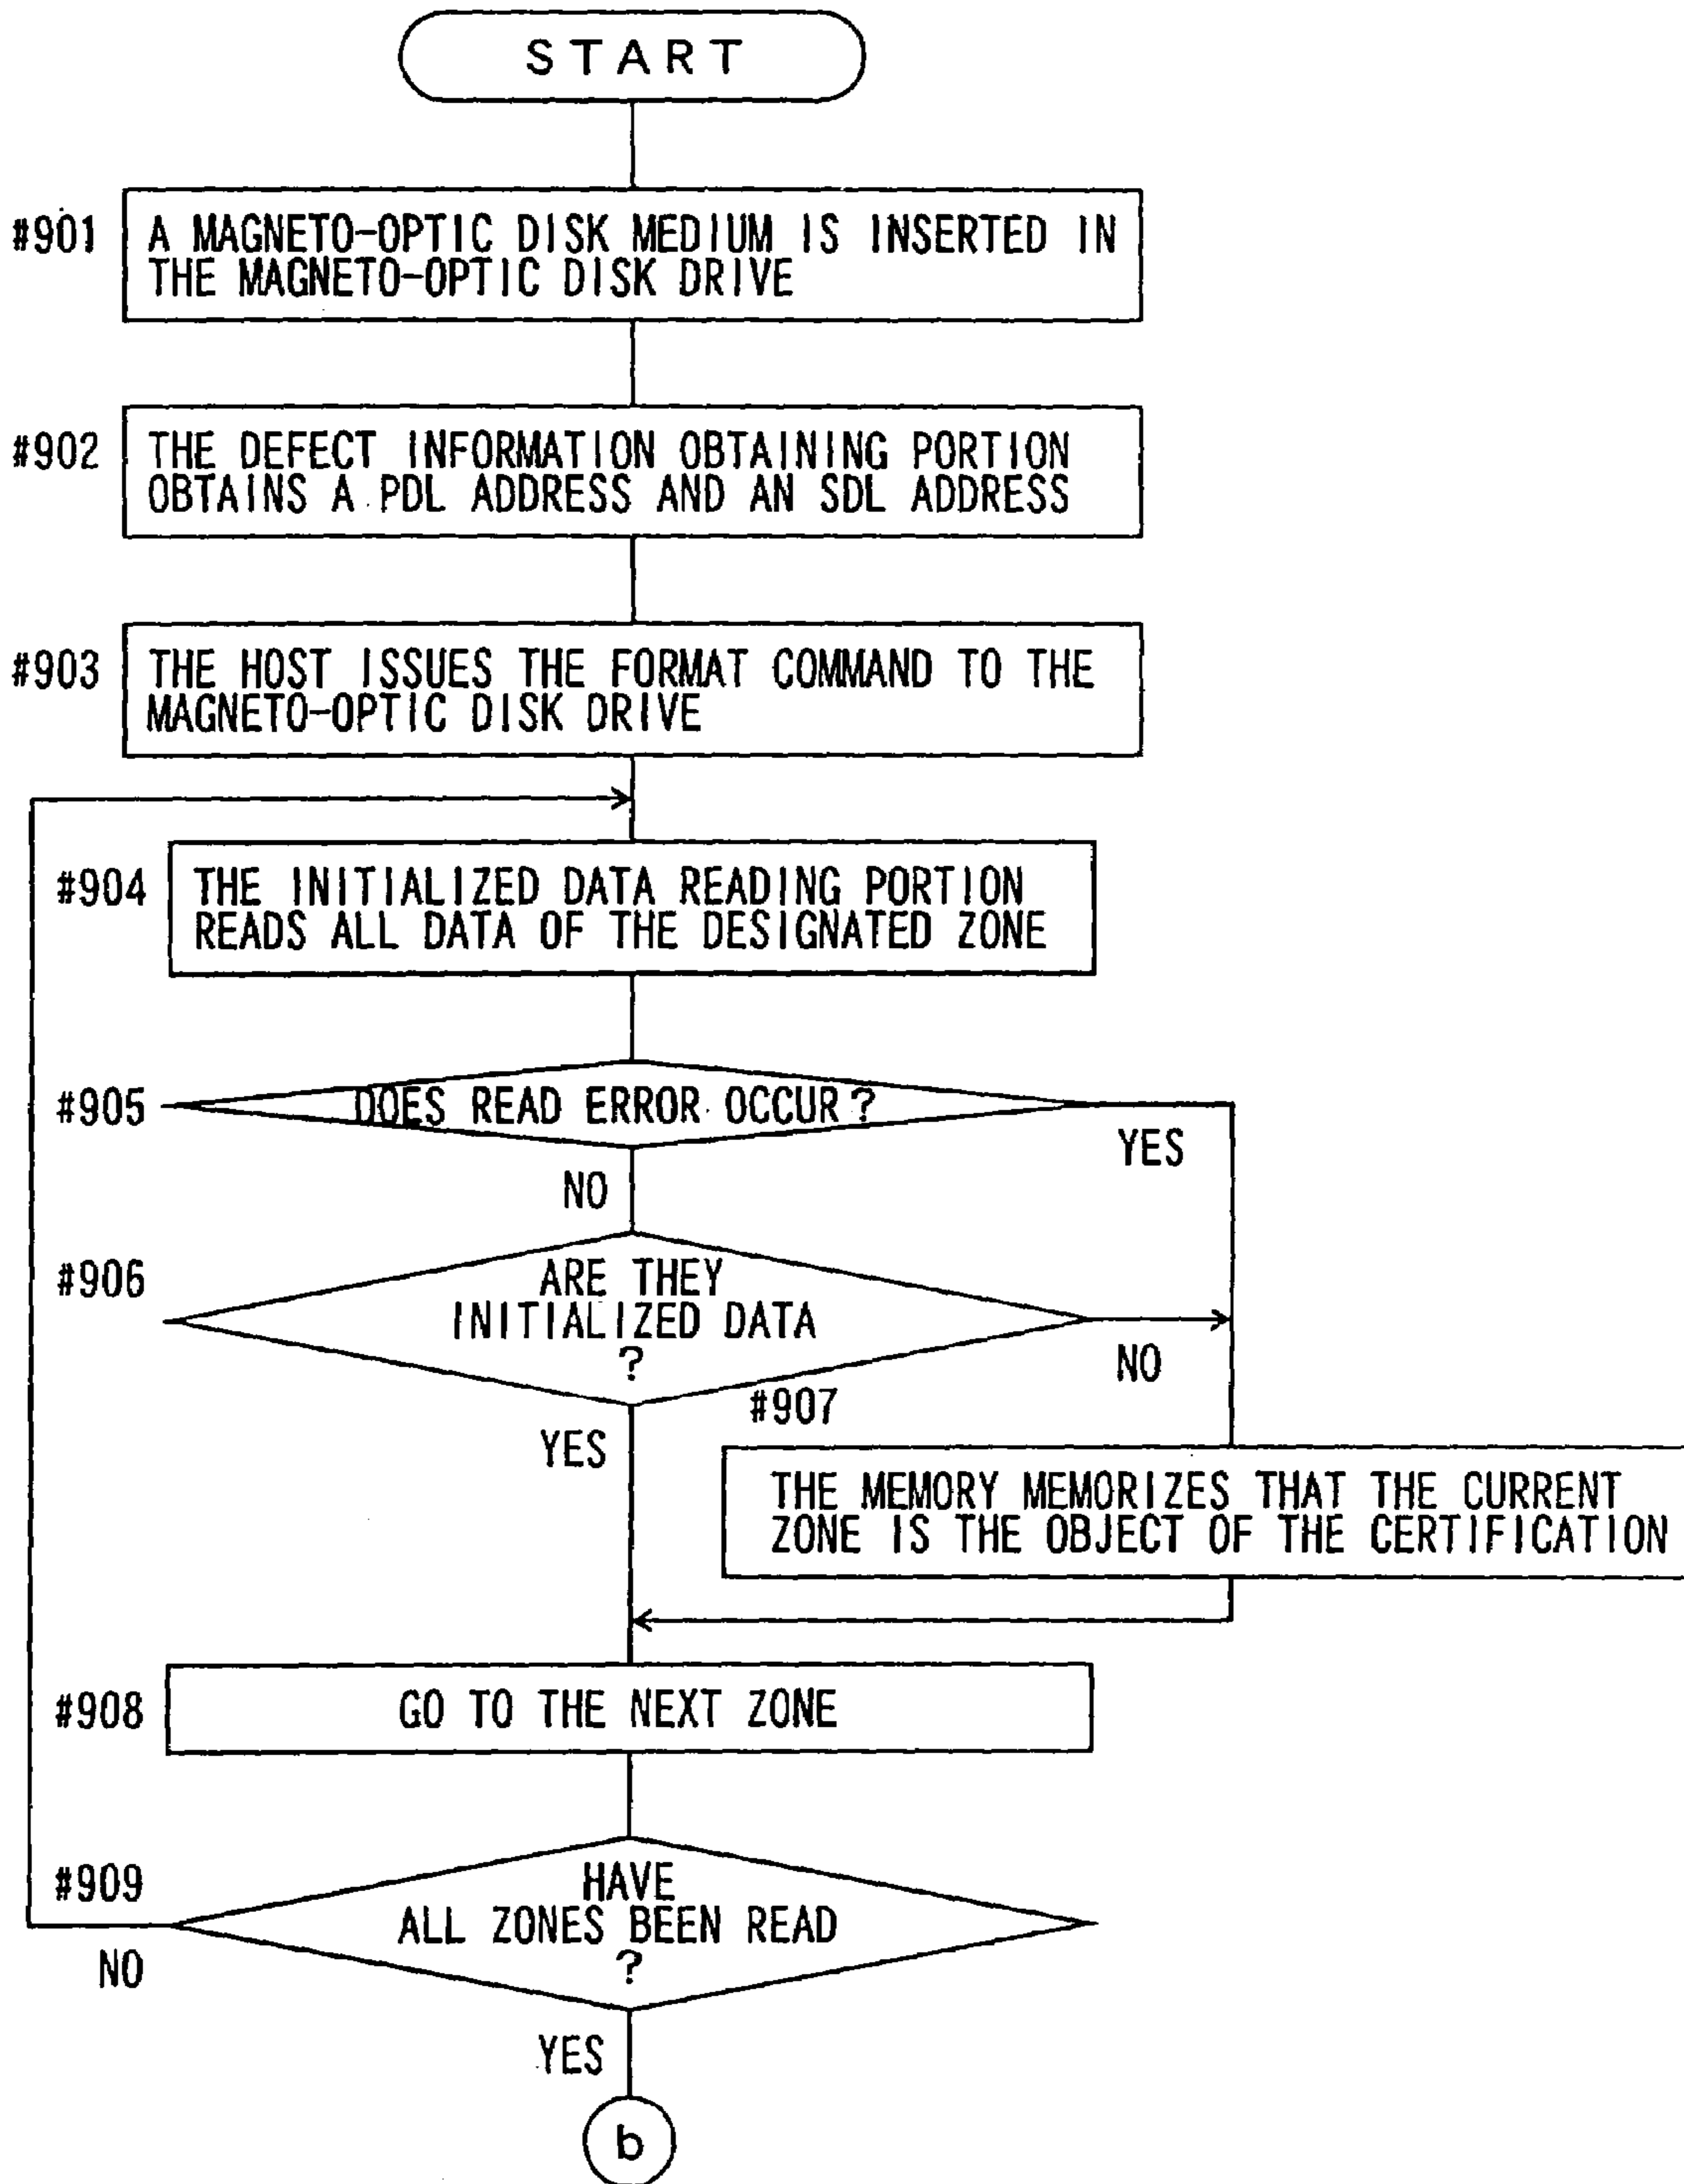 START
#901
A MAGNETO-OPTIC DISK MEDIUM IS INSERTED IN
THE MAGNETO-OPTIC DISK DRIVE
#902
THE DEFECT INFORMATION OBTAINING PORTION
OBTAINS A PDL ADDRESS AND AN SDL ADDRESS
#903
THE HOST ISSUES THE FORMAT COMMAND TO THE
MAGNETO-OPTIC DISK DRIVE
#904
THE INITIALIZED DATA READING PORTION
READS ALL DATA OF THE DESIGNATED ZONE
#905
DOES READ ERROR OCCUR?
YES
NO
#906
ARE THEY
INITIALIZED DATA
?
NO
YES
#907
THE MEMORY MEMORIZES THAT THE CURRENT
ZONE IS THE OBJECT OF THE CERTIFICATION
#908
GO TO THE NEXT ZONE
#909
HAVE
ALL ZONES BEEN READ
?
NO
YES
b